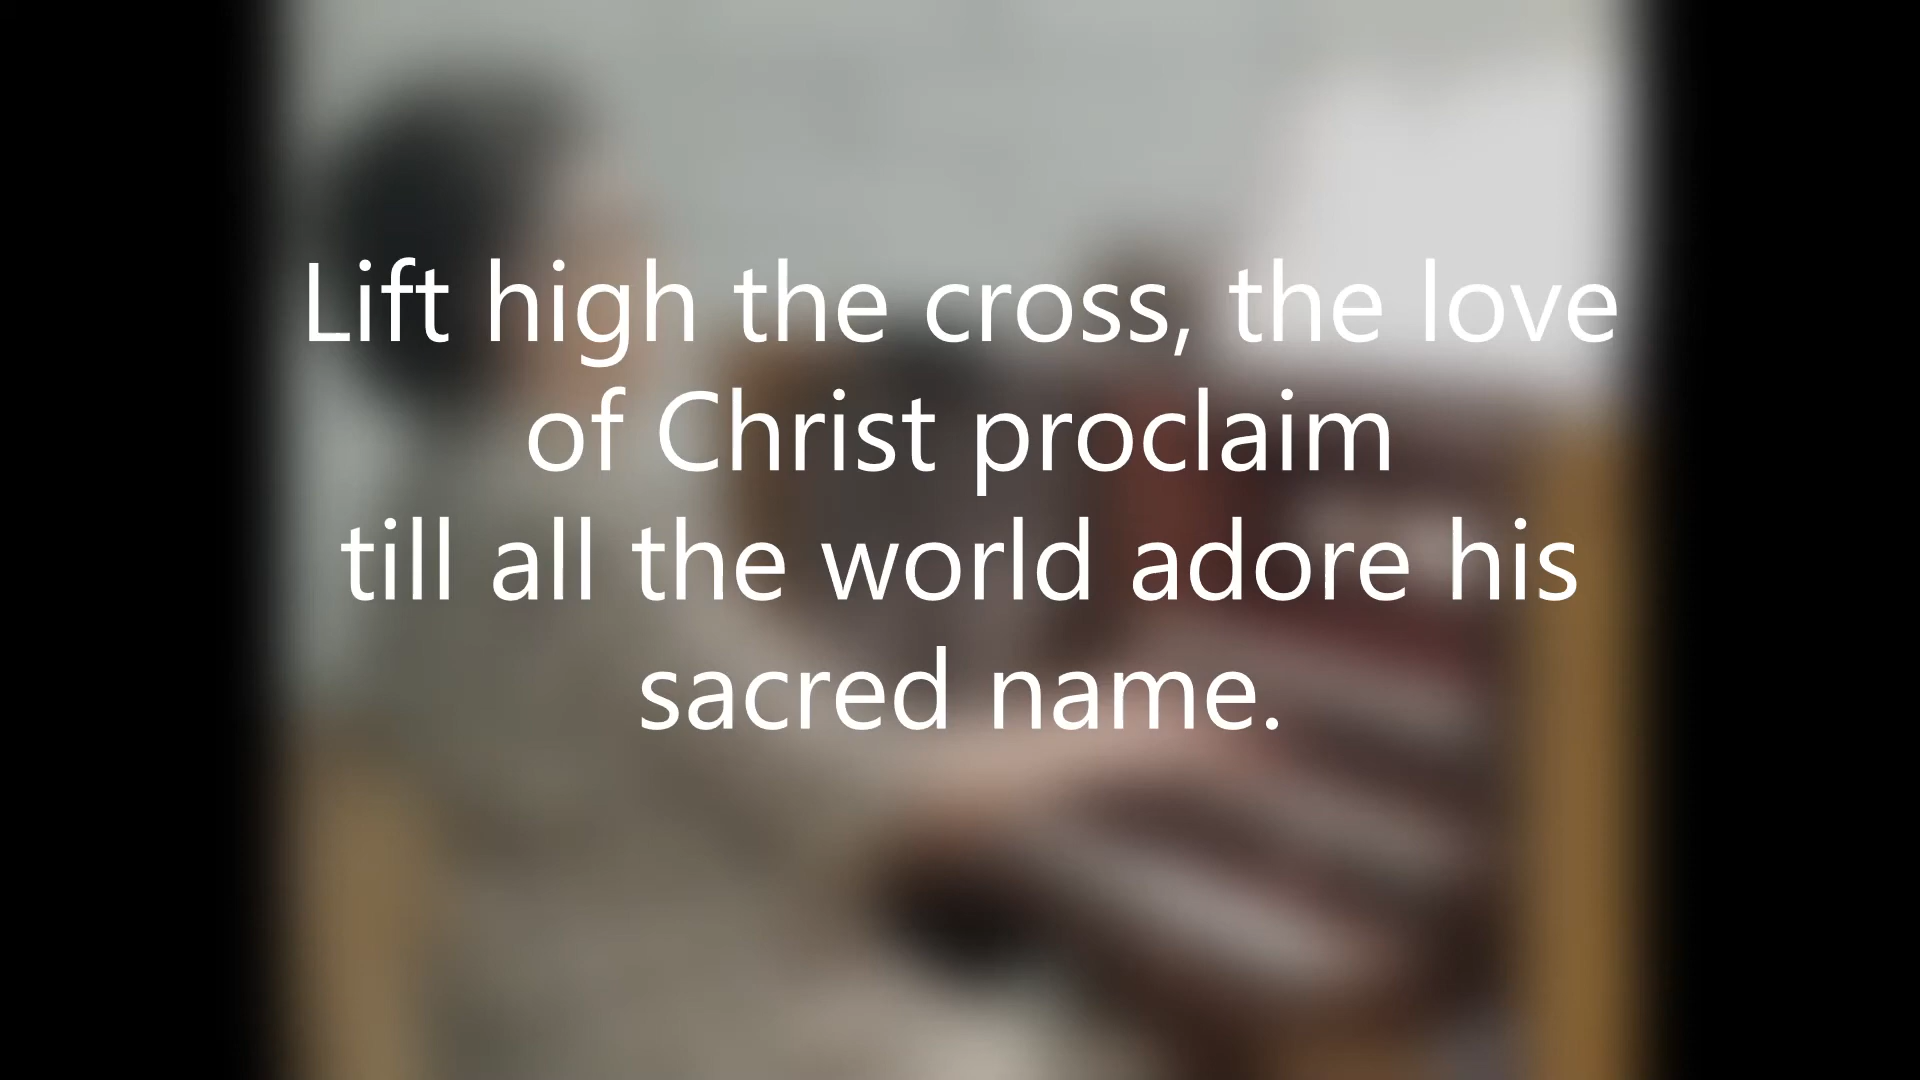 Lift high the cross, the love
of Christ proclaim
till all the world adore his
sacred name.